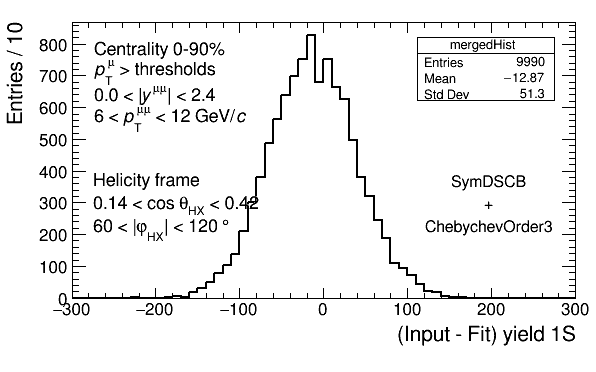 Entries / 10
800
700
600
500
400
300
200
100
0
Centrality 0-90%
p_T^μ > thresholds
0.0 < |y^μμ| < 2.4
6 < p_T^μμ < 12 GeV/c
Helicity frame
0.14 < cos θ_HX < 0.42
60 < |φ_HX| < 120 °
mergedHist
Entries 9990
Mean −12.87
Std Dev 51.3
SymDSCB
+
ChebychevOrder3
−300 −200 −100 0 100 200 300
(Input - Fit) yield 1S